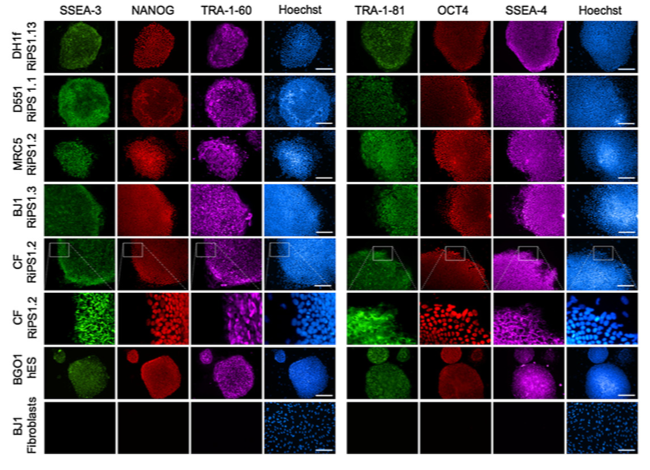 SSEA-3 NANOG TRA-1-60 Hoechst TRA-1-81 OCT4 SSEA-4 Hoechst
DH1f
RiPS1.13
D551
RiPS 1.1
MRC5
RiPS1.2
BJ1
RiPS1.3
CF
RiPS1.2
CF
RiPS1.2
BGO1
hES
BJ1
Fibroblasts